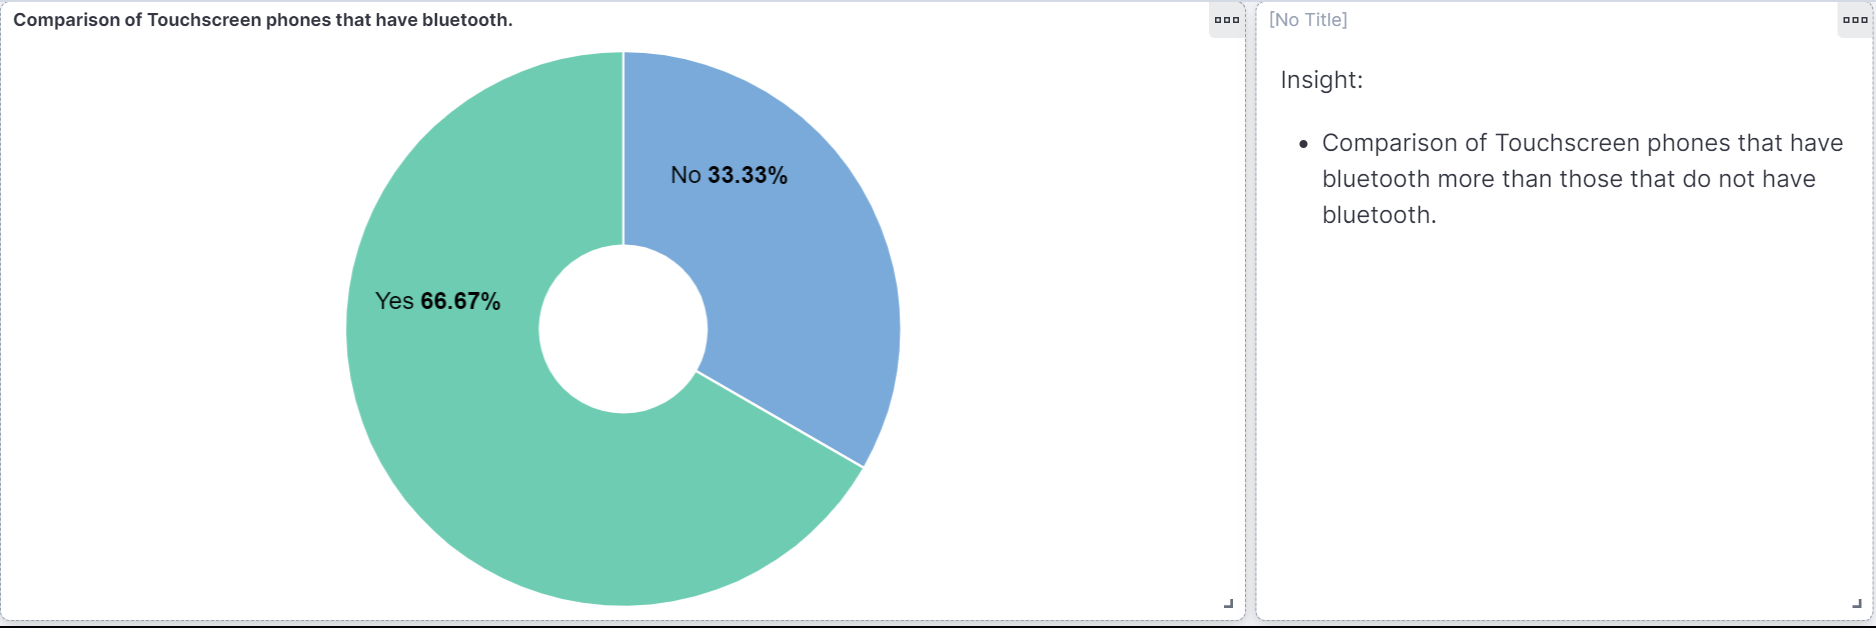 Comparison of Touchscreen phones that have bluetooth.
No 33.33%
Yes 66.67%
[No Title]
Insight:
• Comparison of Touchscreen phones that have
bluetooth more than those that do not have
bluetooth.